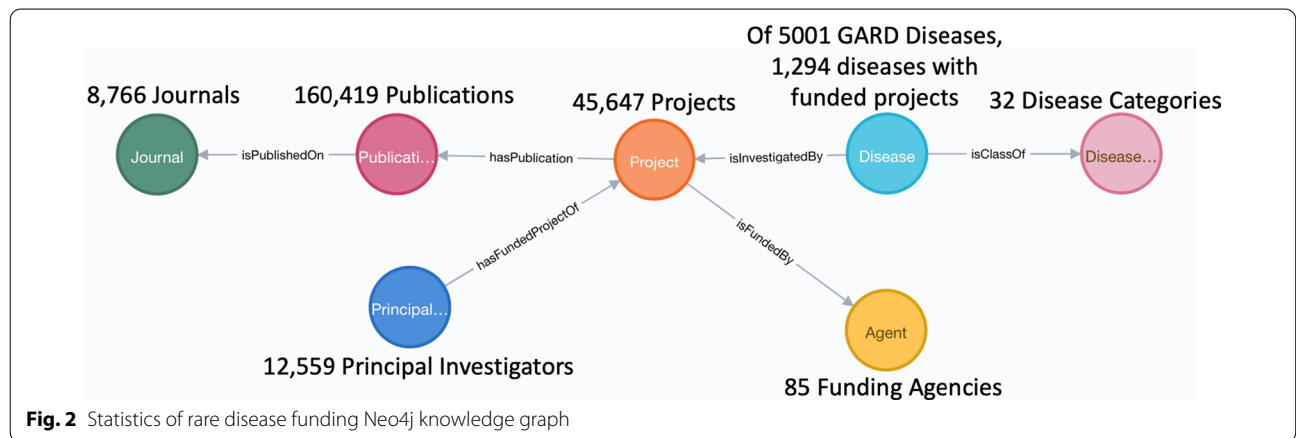 Of 5001 GARD Diseases,
1,294 diseases with
funded projects
8,766 Journals
160,419 Publications
45,647 Projects
32 Disease Categories
Journal
isPublishedOn
Publicati...
hasPublication
Project
isInvestigatedBy
Disease
isClassOf
Disease...
hasFundedProjectOf
isFundedBy
Principal...
Agent
12,559 Principal Investigators
85 Funding Agencies
Fig. 2 Statistics of rare disease funding Neo4j knowledge graph